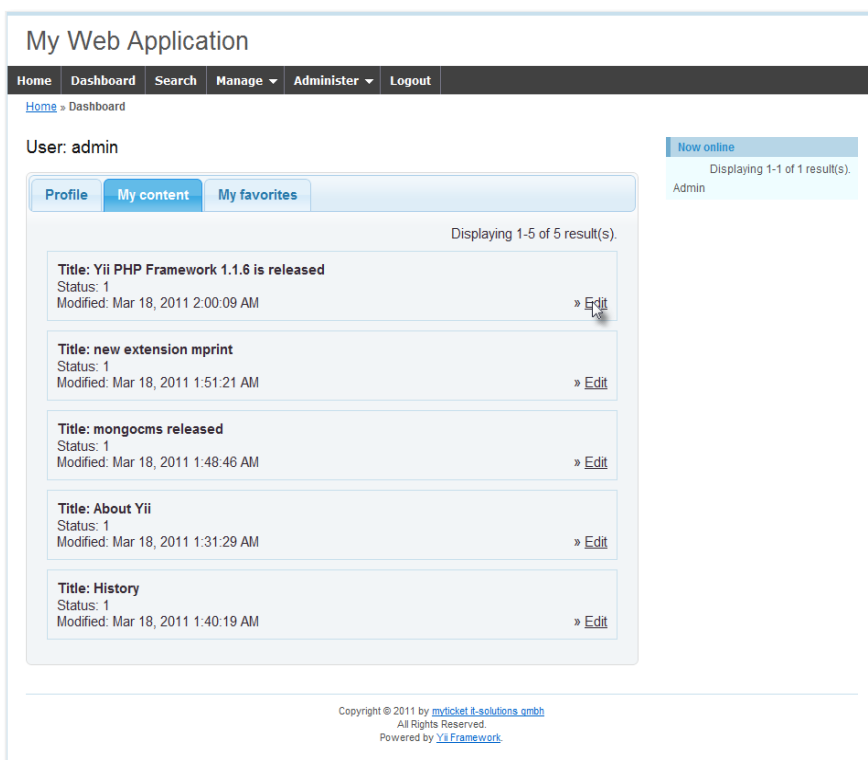 My Web Application
Home Dashboard Search Manage Administer Logout
Home » Dashboard
User: admin
Profile My content My favorites
Displaying 1-5 of 5 result(s).
Title: Yii PHP Framework 1.1.6 is released
Status: 1
Modified: Mar 18, 2011 2:00:09 AM » Edit
Title: new extension mprint
Status: 1
Modified: Mar 18, 2011 1:51:21 AM » Edit
Title: mongocms released
Status: 1
Modified: Mar 18, 2011 1:48:46 AM » Edit
Title: About Yii
Status: 1
Modified: Mar 18, 2011 1:31:29 AM » Edit
Title: History
Status: 1
Modified: Mar 18, 2011 1:40:19 AM » Edit
Now online
Displaying 1-1 of 1 result(s).
Admin
Copyright © 2011 by myticket it-solutions gmbh
All Rights Reserved.
Powered by Yii Framework.